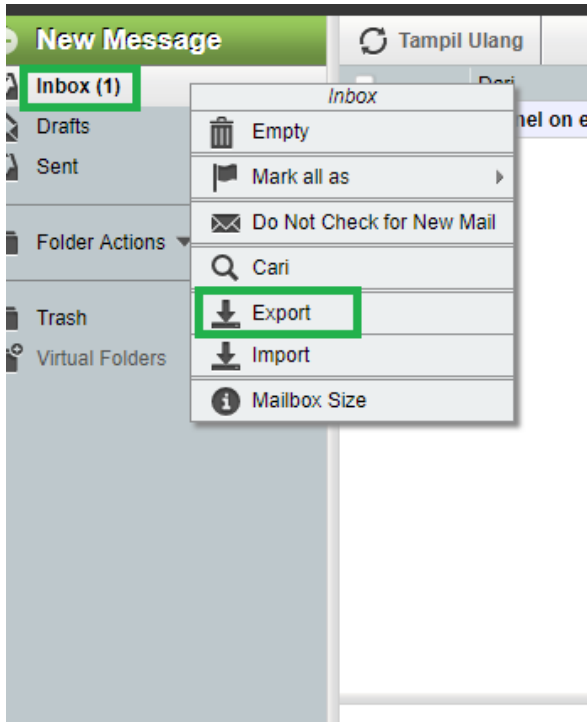 New Message
Inbox (1)
Drafts
Sent
Folder Actions
Trash
Virtual Folders
Tampil Ulang
Inbox
Empty
Mark all as
Do Not Check for New Mail
Cari
Export
Import
Mailbox Size
on